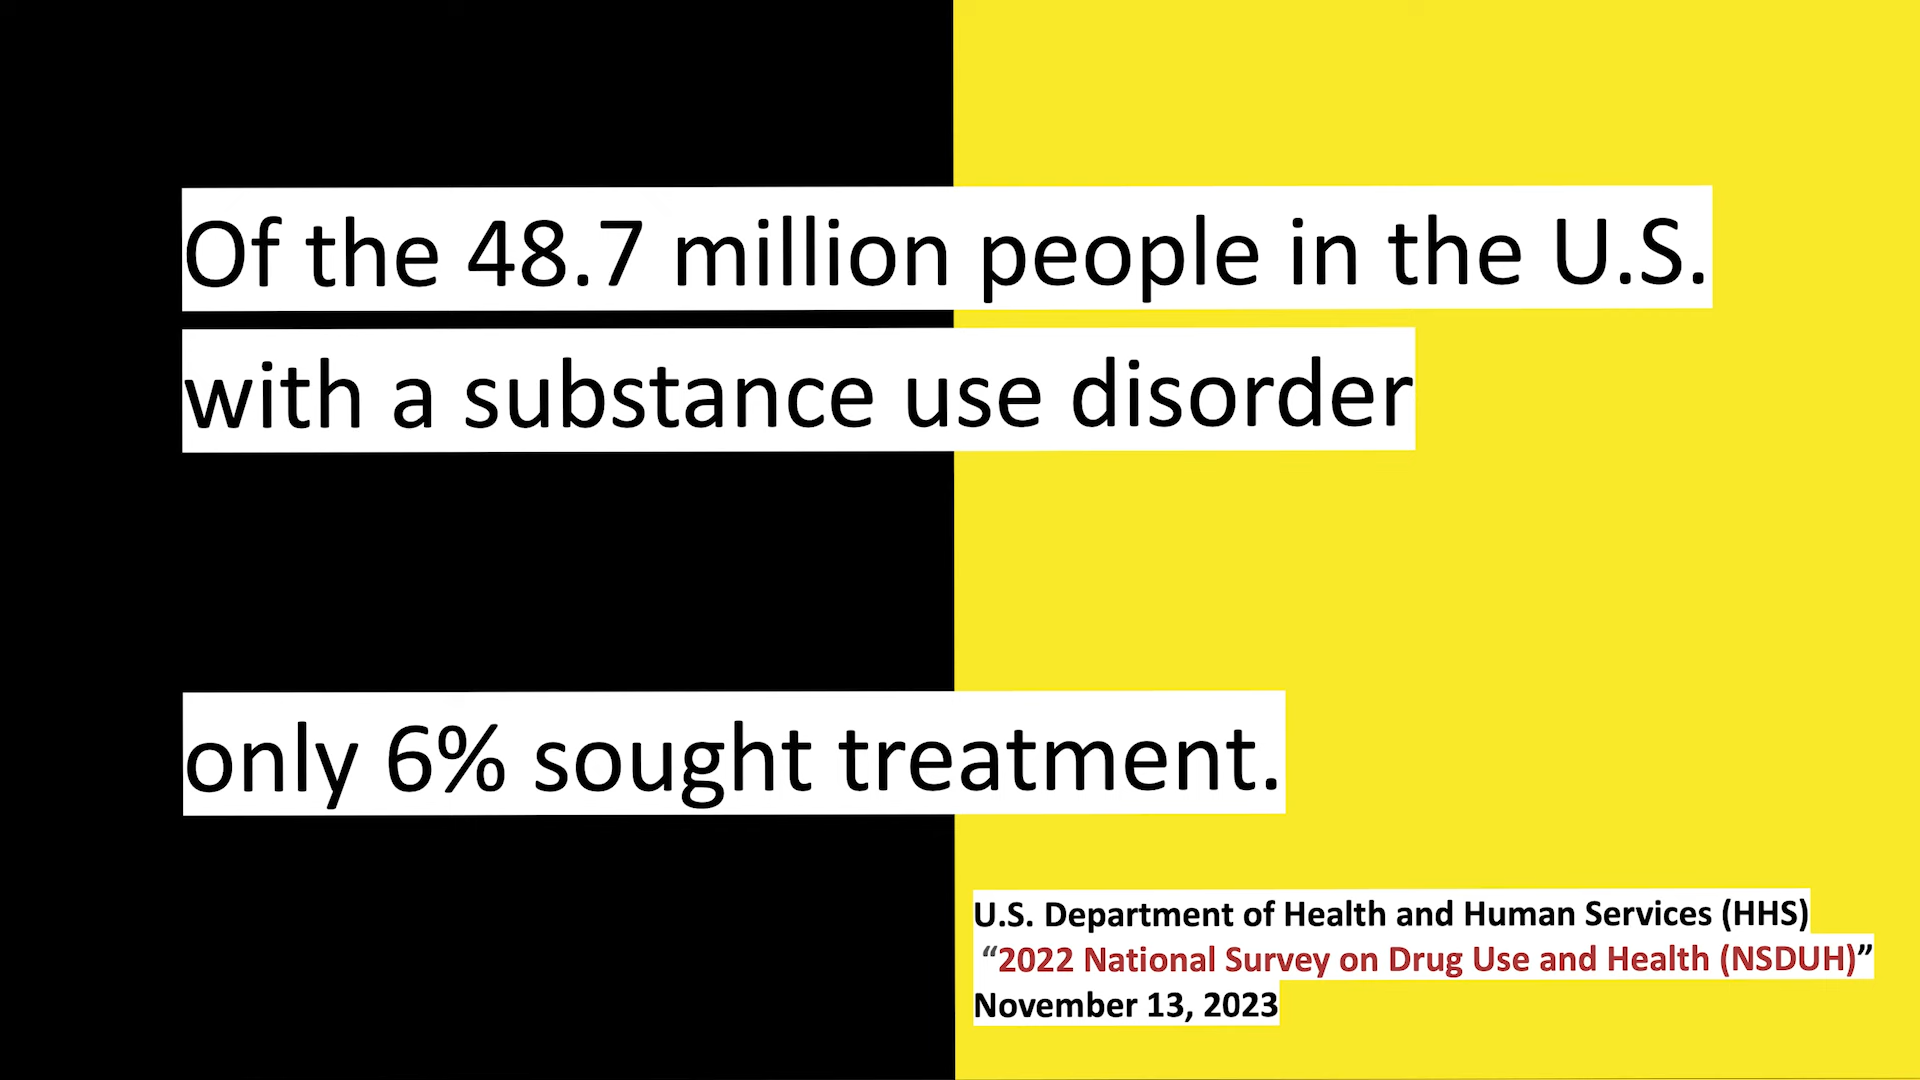 Of the 48.7 million people in the U.S.
with a substance use disorder
only 6% sought treatment.
U.S. Department of Health and Human Services (HHS)
“2022 National Survey on Drug Use and Health (NSDUH)”
November 13, 2023